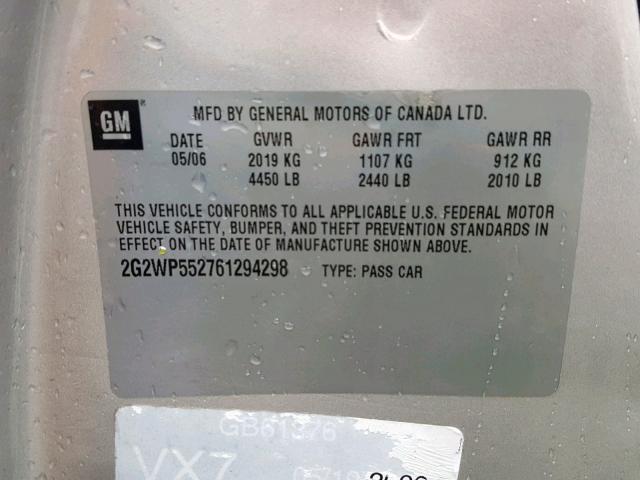 GM
MFD BY GENERAL MOTORS OF CANADA LTD.
DATE GVWR GAWR FRT GAWR RR
05/06 2019 KG 1107 KG 912 KG
4450 LB 2440 LB 2010 LB
THIS VEHICLE CONFORMS TO ALL APPLICABLE U.S. FEDERAL MOTOR
VEHICLE SAFETY, BUMPER, AND THEFT PREVENTION STANDARDS IN
EFFECT ON THE DATE OF MANUFACTURE SHOWN ABOVE.
2G2WP552761294298 TYPE: PASS CAR
GB61376
VX7